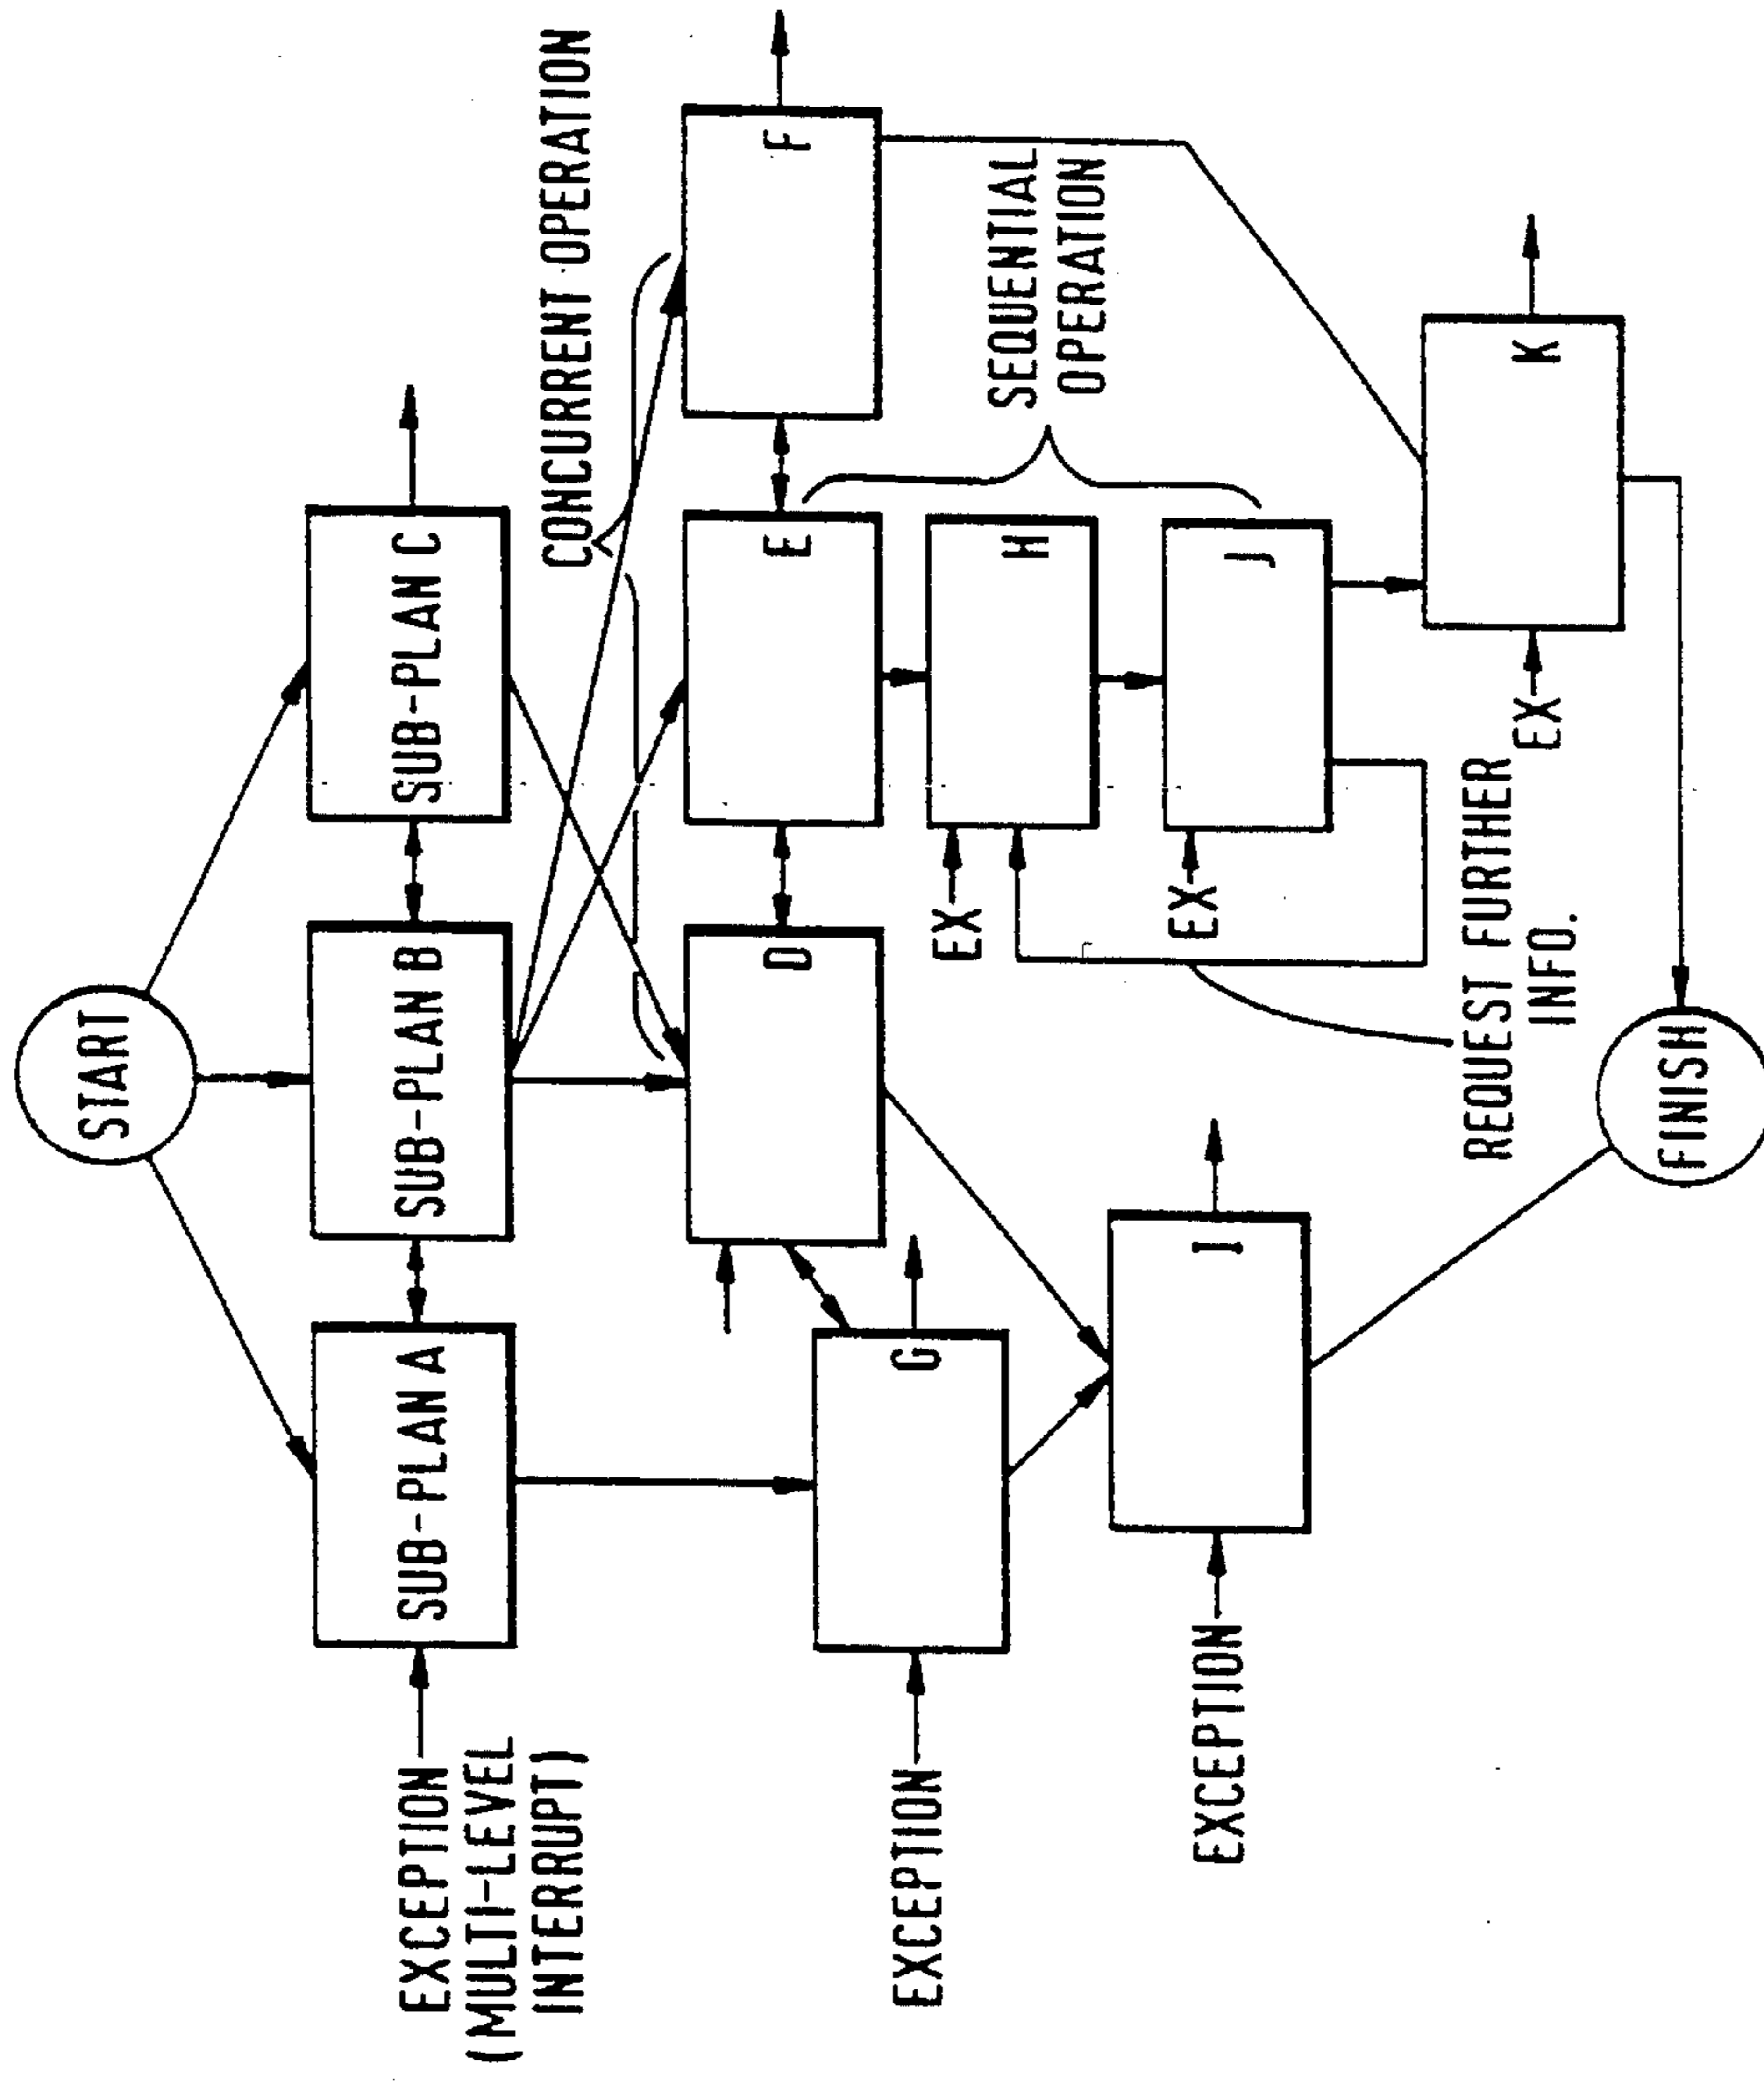 START
EXCEPTION
(MULTI-LEVEL
INTERRUPT)
SUB-PLAN A
SUB-PLAN B
SUB-PLAN C
CONCURRENT OPERATION
D
E
F
EXCEPTION
G
EX
H
SEQUENTIAL
OPERATION
EXCEPTION
I
EX
J
REQUEST FURTHER
INFO.
EX
K
FINISH